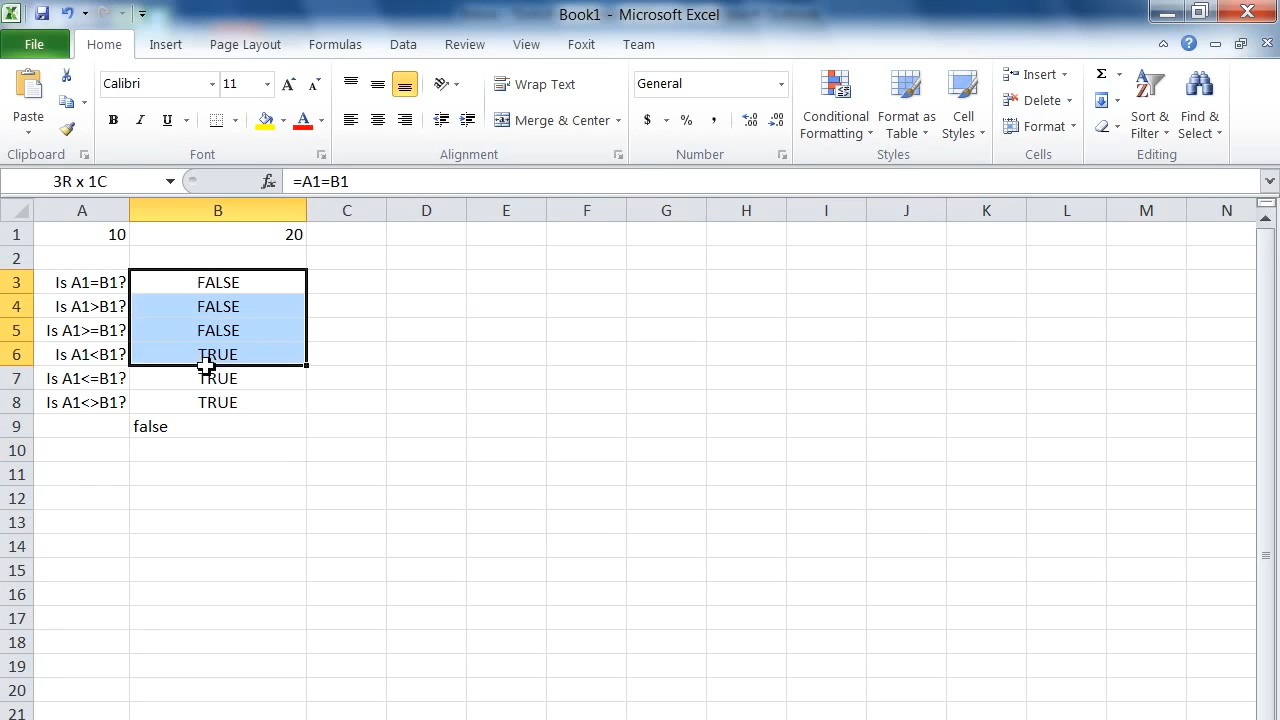 Book1 - Microsoft Excel
File Home Insert Page Layout Formulas Data Review View Foxit Team
Calibri 11 Wrap Text General Insert Σ
Paste B I U Merge & Center $ % , Conditional Formatting Format as Table Cell Styles Delete Sort & Filter Find & Select
Format
Clipboard Font Alignment Number Styles Cells Editing
3R x 1C fx =A1=B1
A B C D E F G H I J K L M N
1 10 20
2
3 Is A1=B1? FALSE
4 Is A1>B1? FALSE
5 Is A1>=B1? FALSE
6 Is A1<B1? TRUE
7 Is A1<=B1? TRUE
8 Is A1<>B1? TRUE
9 false
10
11
12
13
14
15
16
17
18
19
20
21